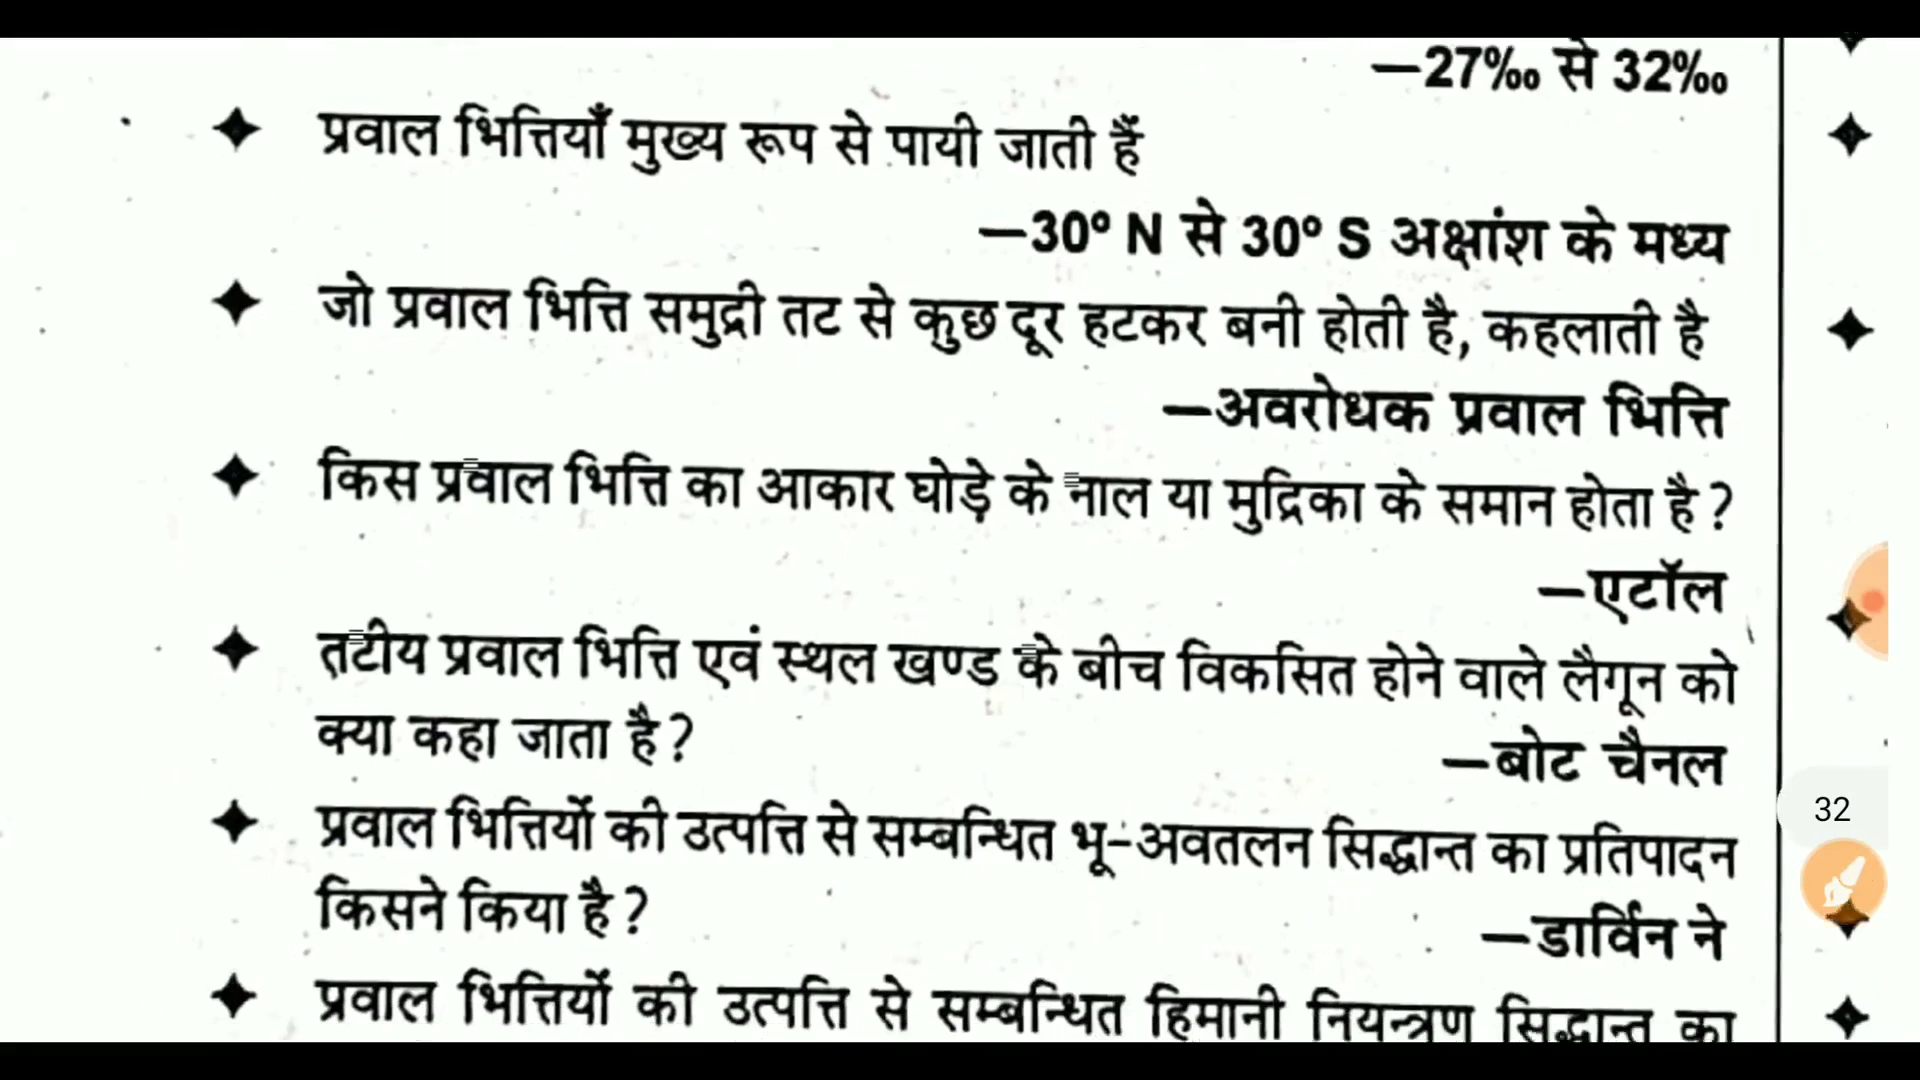 —27‰ से 32‰
प्रवाल भित्तियाँ मुख्य रूप से पायी जाती हैं
—30° N से 30° S अक्षांश के मध्य
जो प्रवाल भित्ति समुद्री तट से कुछ दूर हटकर बनी होती है, कहलाती है
—अवरोधक प्रवाल भित्ति
किस प्रवाल भित्ति का आकार घोड़े के नाल या मुद्रिका के समान होता है?
—एटॉल
तटीय प्रवाल भित्ति एवं स्थल खण्ड के बीच विकसित होने वाले लैगून को
क्या कहा जाता है?
—बोट चैनल
32
प्रवाल भित्तियों की उत्पत्ति से सम्बन्धित भू-अवतलन सिद्धान्त का प्रतिपादन
किसने किया है?
—डार्विन ने
प्रवाल भित्तियों की उत्पत्ति से सम्बन्धित हिमानी नियन्त्रण सिद्धान्त का